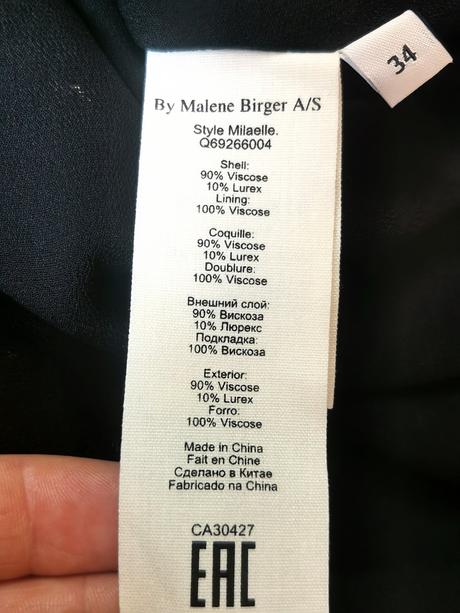 34
By Malene Birger A/S
Style Milaelle.
Q69266004
Shell:
90% Viscose
10% Lurex
Lining:
100% Viscose
Coquille:
90% Viscose
10% Lurex
Doublure:
100% Viscose
Внешний слой:
90% Вискоза
10% Люрекс
Подкладка:
100% Вискоза
Exterior:
90% Viscose
10% Lurex
Forro:
100% Viscose
Made in China
Fait en Chine
Сделано в Китае
Fabricado na China
CA30427
EAC